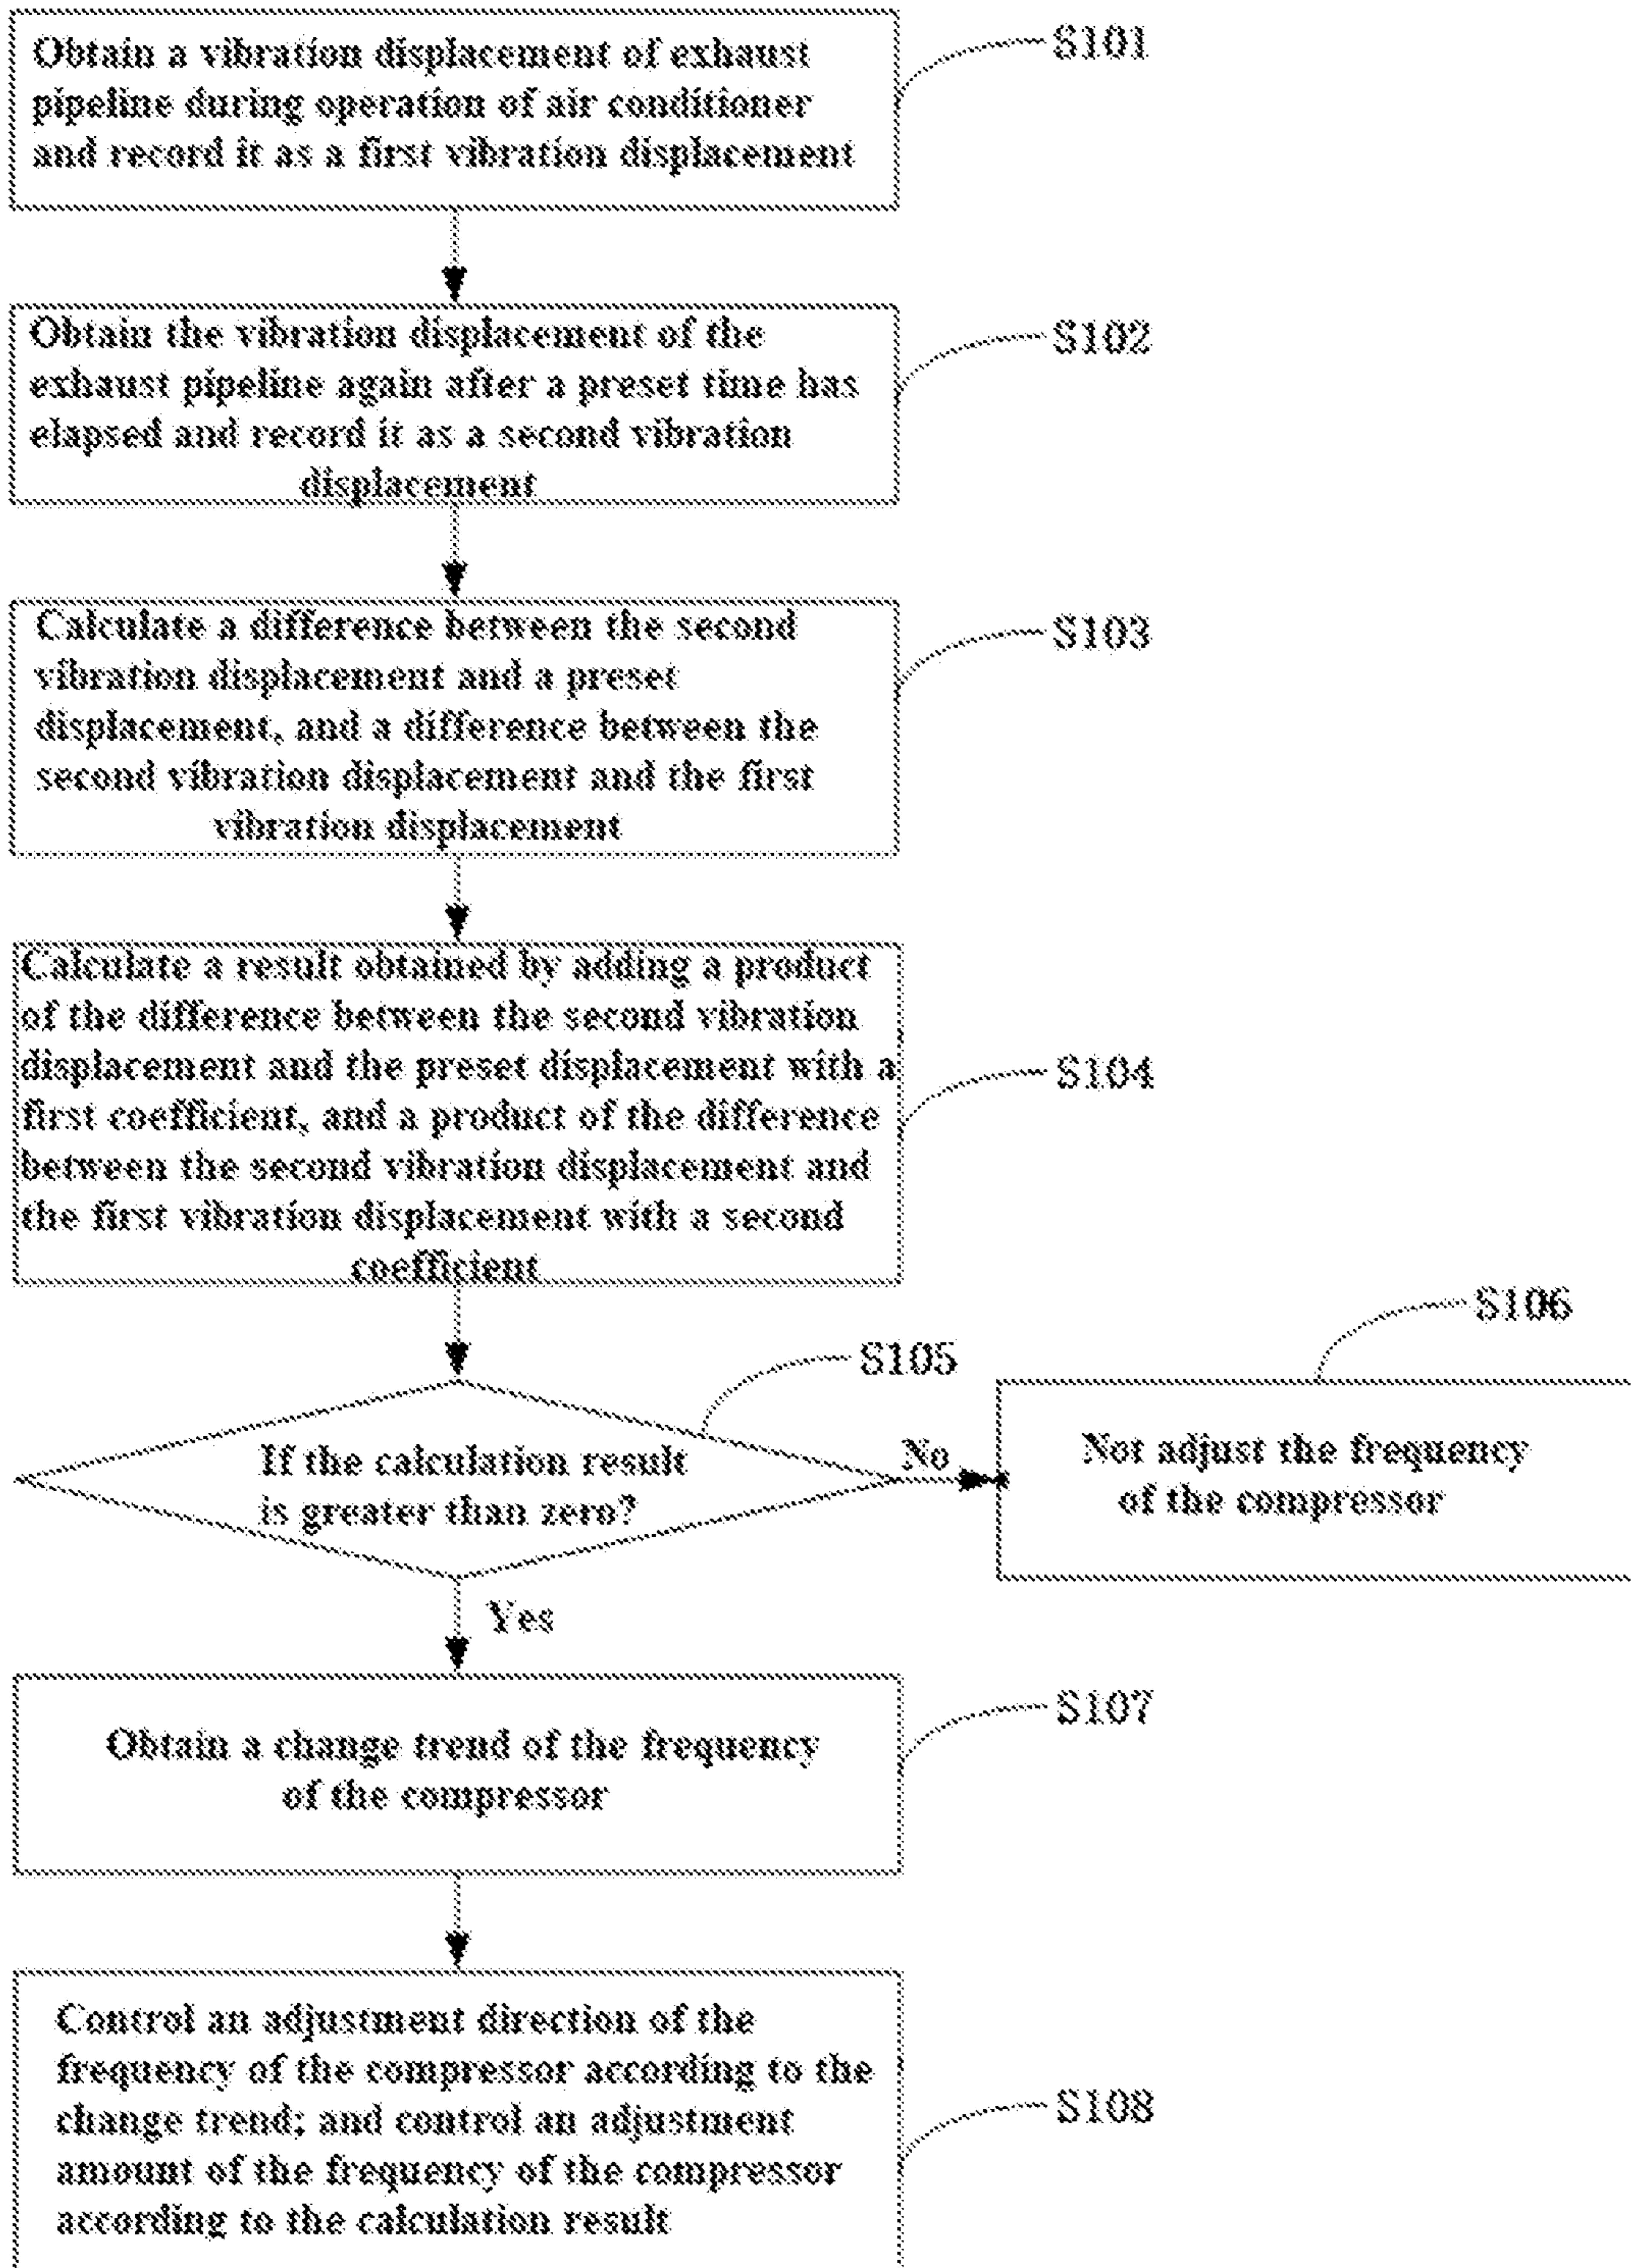 Obtain a vibration displacement of exhaust
pipeline during operation of air conditioner
and record it as a first vibration displacement
S101
Obtain the vibration displacement of the
exhaust pipeline again after a preset time has
elapsed and record it as a second vibration
displacement
S102
Calculate a difference between the second
vibration displacement and a preset
displacement, and a difference between the
second vibration displacement and the first
vibration displacement
S103
Calculate a result obtained by adding a product
of the difference between the second vibration
displacement and the preset displacement with a
first coefficient, and a product of the difference
between the second vibration displacement and
the first vibration displacement with a second
coefficient
S104
S105
If the calculation result
is greater than zero?
No
S106
Not adjust the frequency
of the compressor
Yes
Obtain a change trend of the frequency
of the compressor
S107
Control an adjustment direction of the
frequency of the compressor according to the
change trend; and control an adjustment
amount of the frequency of the compressor
according to the calculation result
S108